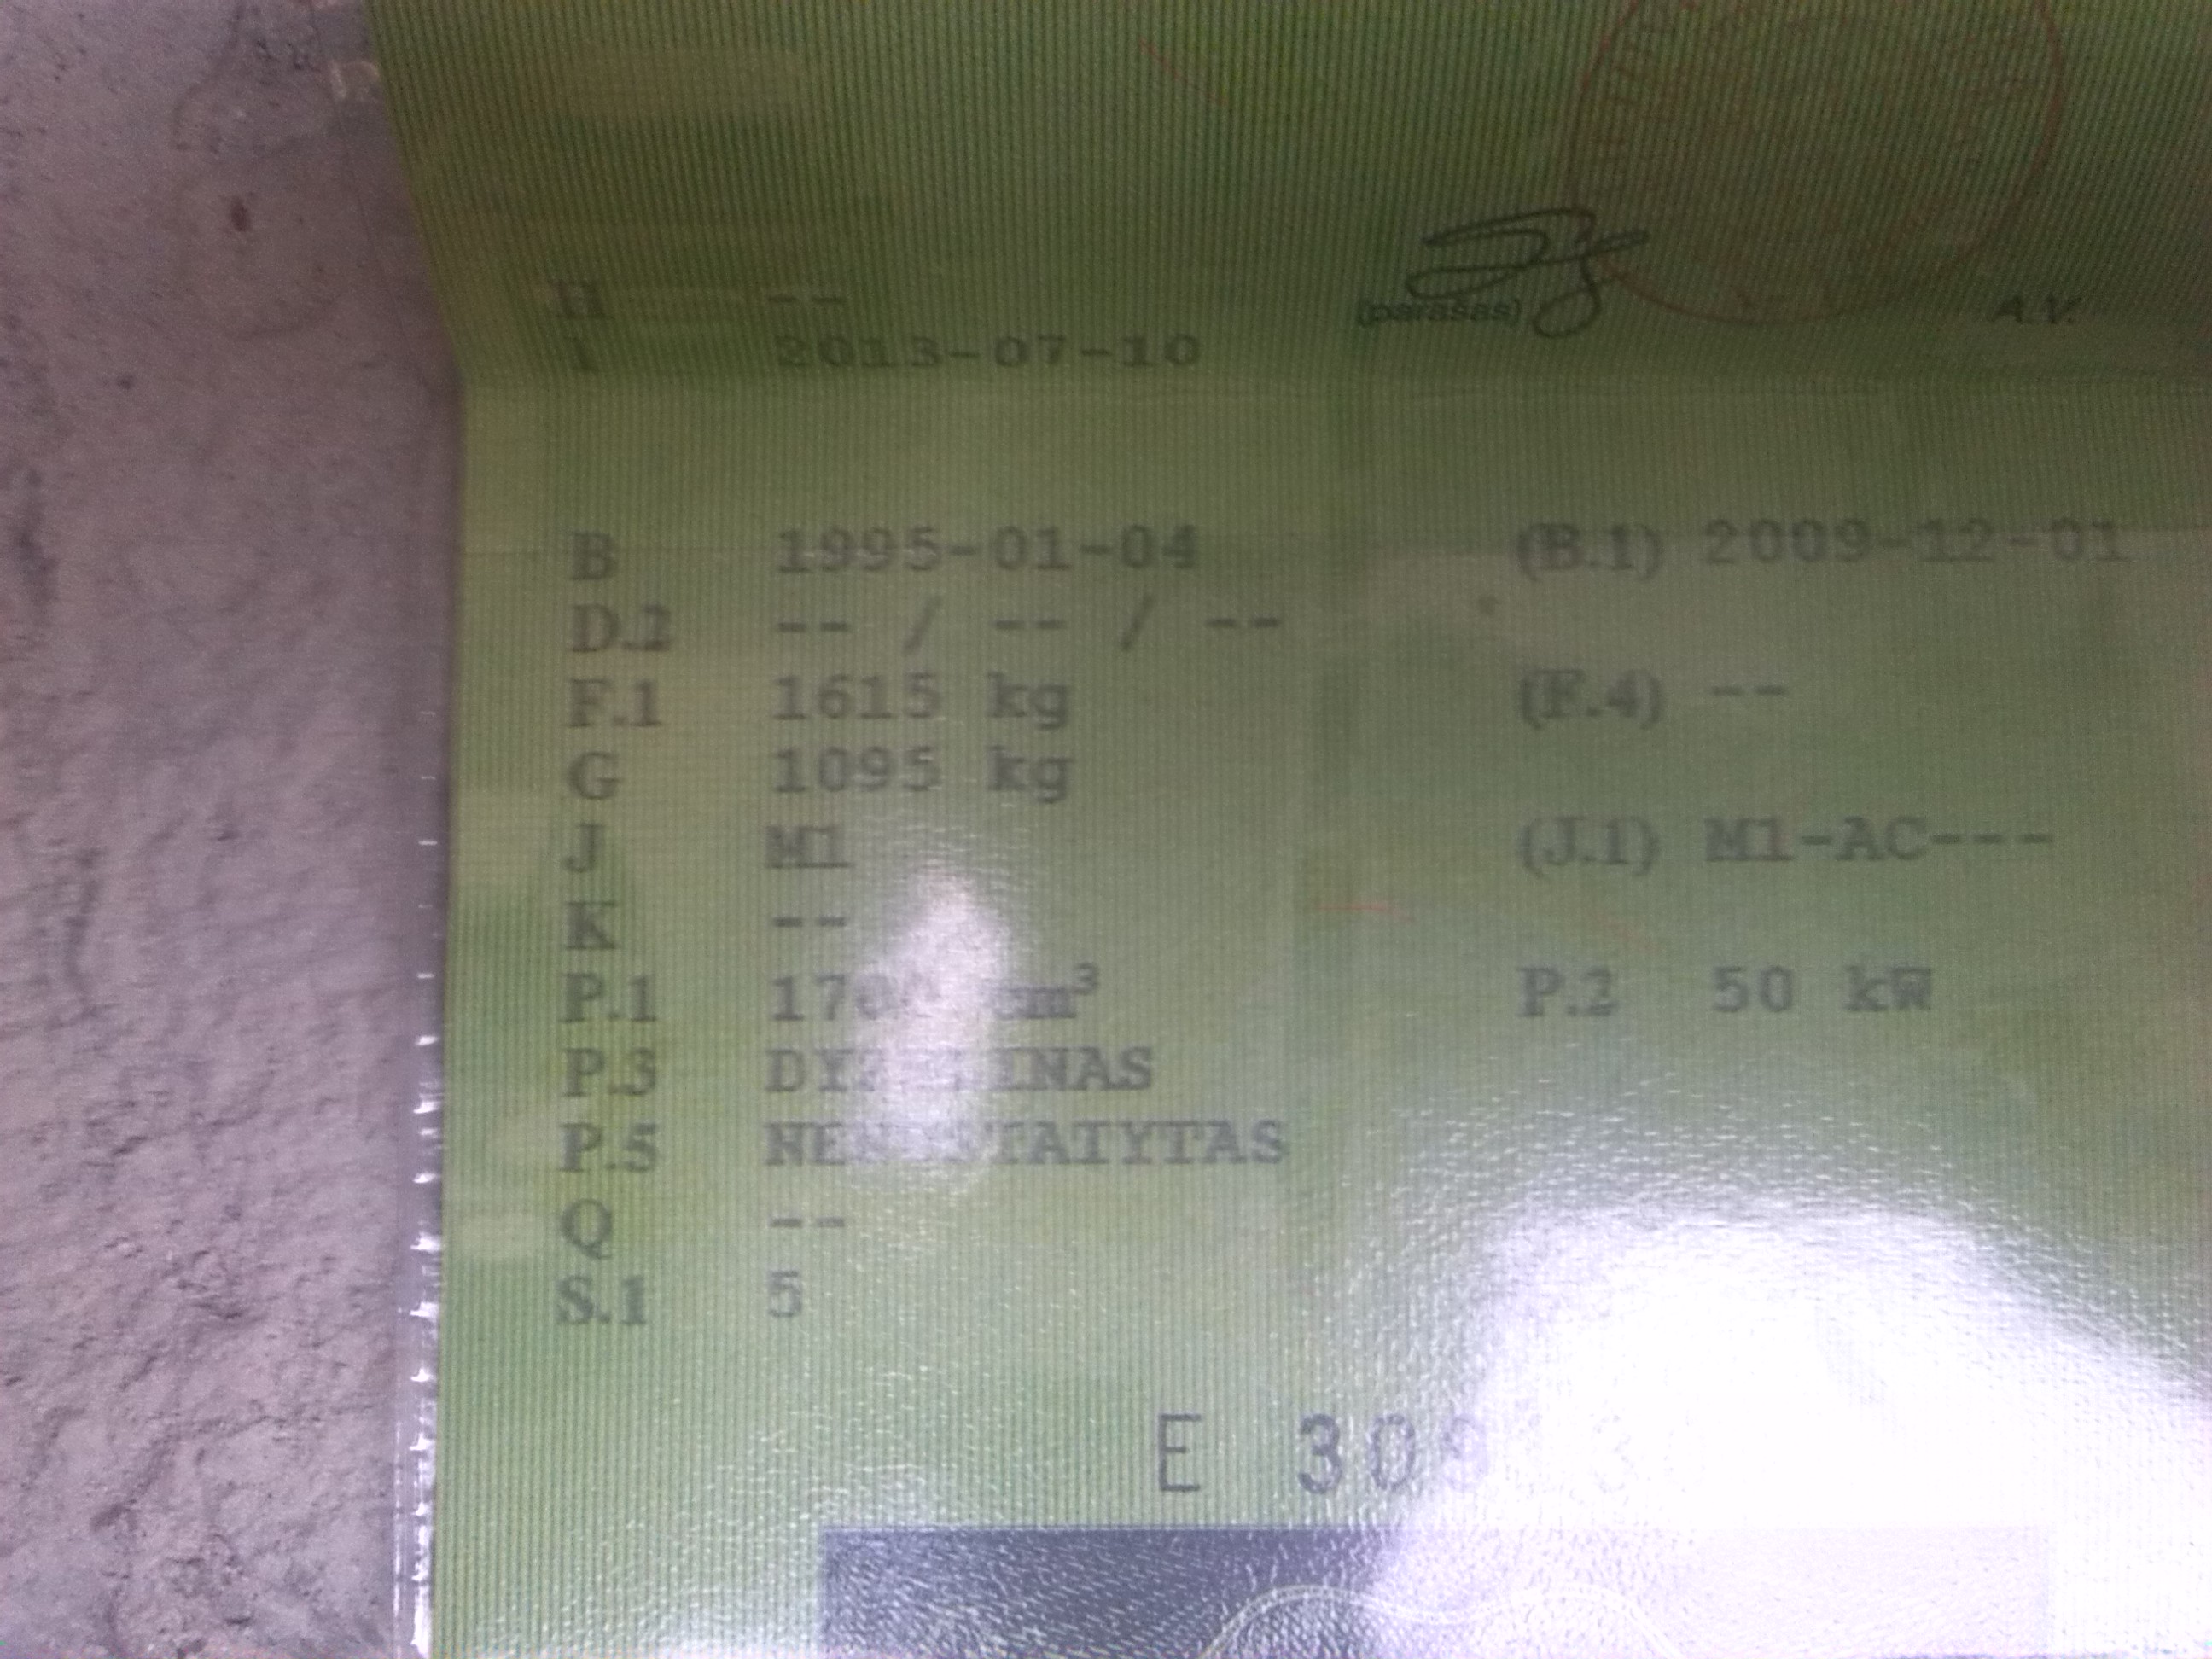 H --
(parašas) A.V.
I 2013-07-10
B 1995-01-04 (B.1) 2009-12-01
D.2 -- / -- / --
F.1 1615 kg (F.4) --
G 1095 kg
J M1 (J.1) M1-AC---
K --
P.1 cm³ P.2 50 kW
P.3
P.5
Q --
S.1 5
E